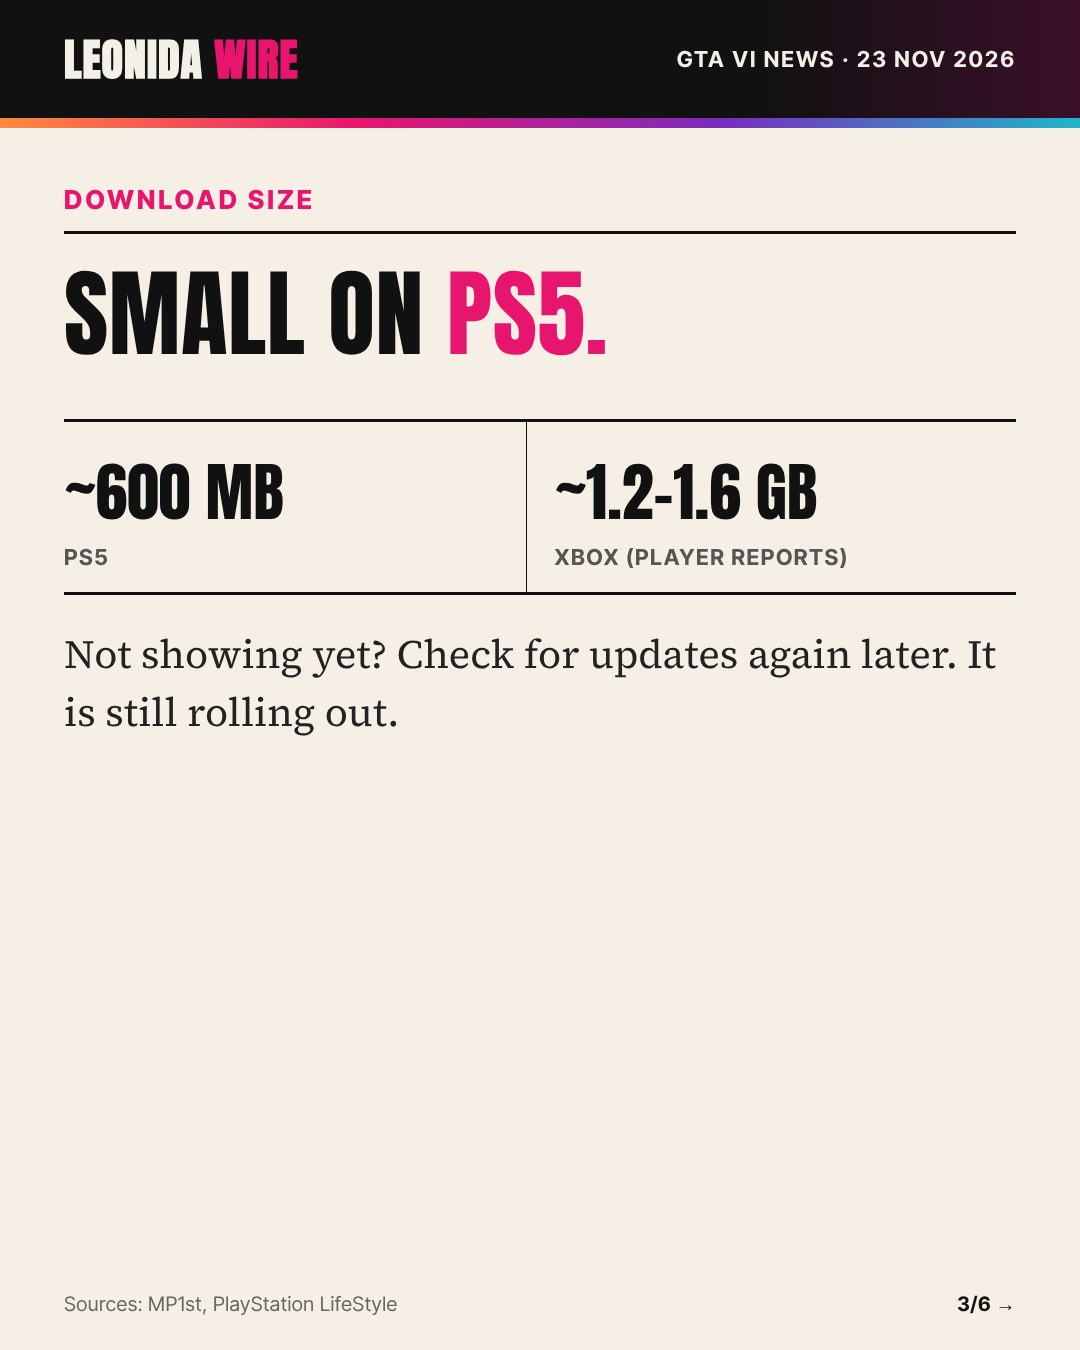 LEONIDA WIRE
GTA VI NEWS · 23 NOV 2026
DOWNLOAD SIZE
SMALL ON PS5.
~600 MB
PS5
~1.2-1.6 GB
XBOX (PLAYER REPORTS)
Not showing yet? Check for updates again later. It
is still rolling out.
Sources: MP1st, PlayStation LifeStyle
3/6 →